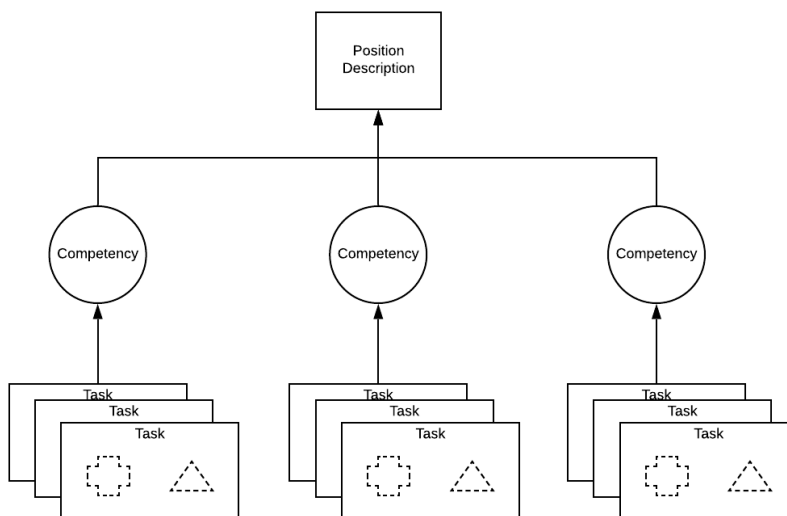 Position
Description
Competency
Competency
Competency
Task
Task
Task
Task
Task
Task
Task
Task
Task